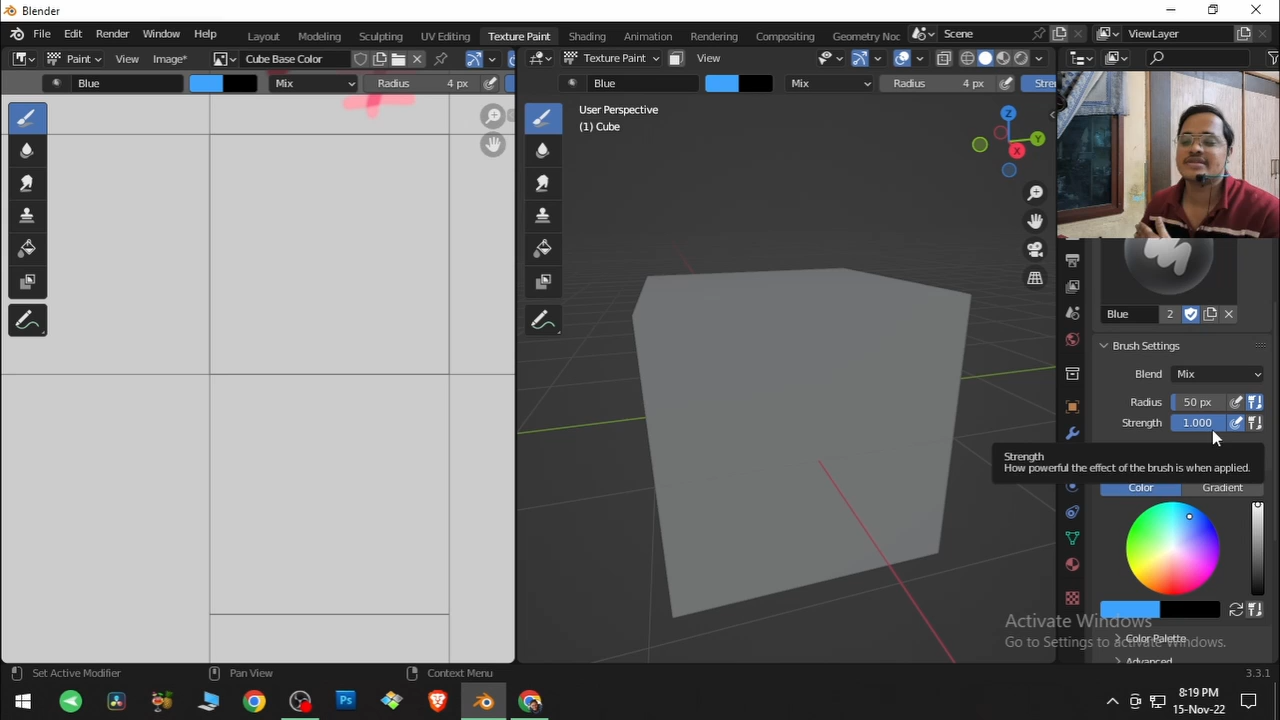 Blender
File Edit Render Window Help Layout Modeling Sculpting UV Editing Texture Paint Shading Animation Rendering Compositing Geometry Noc Scene ViewLayer
Paint View Image* Cube Base Color Texture Paint View
Blue Mix Radius 4 px Blue Mix Radius 4 px Stre
User Perspective
(1) Cube
Z
Y
X
Blue 2
Brush Settings
Blend Mix
Radius 50 px
Strength 1.000
Strength
How powerful the effect of the brush is when applied.
Color Gradient
Activate Windows
Go to Settings to activate Windows.
Color Palette
Advanced
Set Active Modifier Pan View Context Menu 3.3.1
Ps
8:19 PM
15-Nov-22